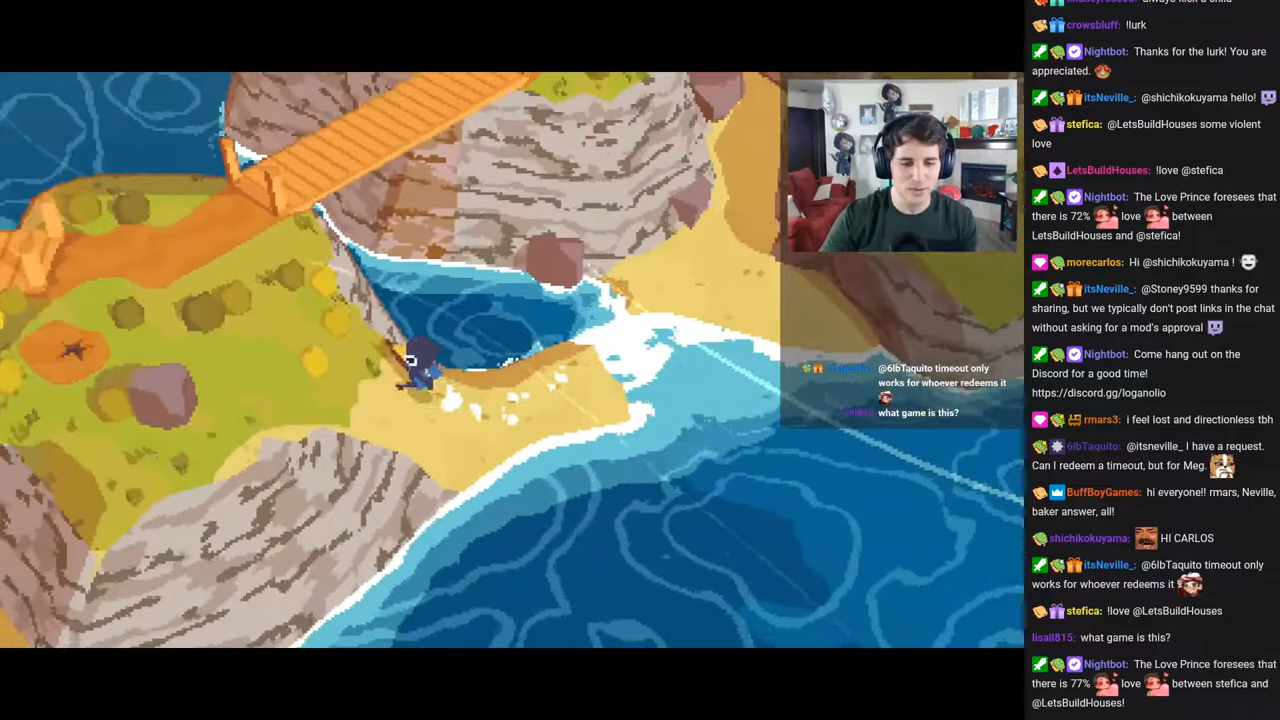 crowsbluff: !lurk
Nightbot: Thanks for the lurk! You are
appreciated.
itsNeville_: @shichikokuyama hello!
stefica: @LetsBuildHouses some violent
love
LetsBuildHouses: !love @stefica
Nightbot: The Love Prince foresees that
there is 72% love between
LetsBuildHouses and @stefica!
morecarlos: Hi @shichikokuyama !
itsNeville_: @Stoney9599 thanks for
sharing, but we typically don't post links in the chat
without asking for a mod's approval
Nightbot: Come hang out on the
Discord for a good time!
https://discord.gg/loganolio
rmars3: i feel lost and directionless tbh
6lbTaquito: @itsneville_ I have a request.
Can I redeem a timeout, but for Meg.
BuffBoyGames: hi everyone!! rmars, Neville,
baker answer, all!
shichikokuyama: HI CARLOS
itsNeville_: @6lbTaquito timeout only
works for whoever redeems it
stefica: !love @LetsBuildHouses
lisall815: what game is this?
Nightbot: The Love Prince foresees that
there is 77% love between stefica and
@LetsBuildHouses!
@6lbTaquito timeout only
works for whoever redeems it
what game is this?